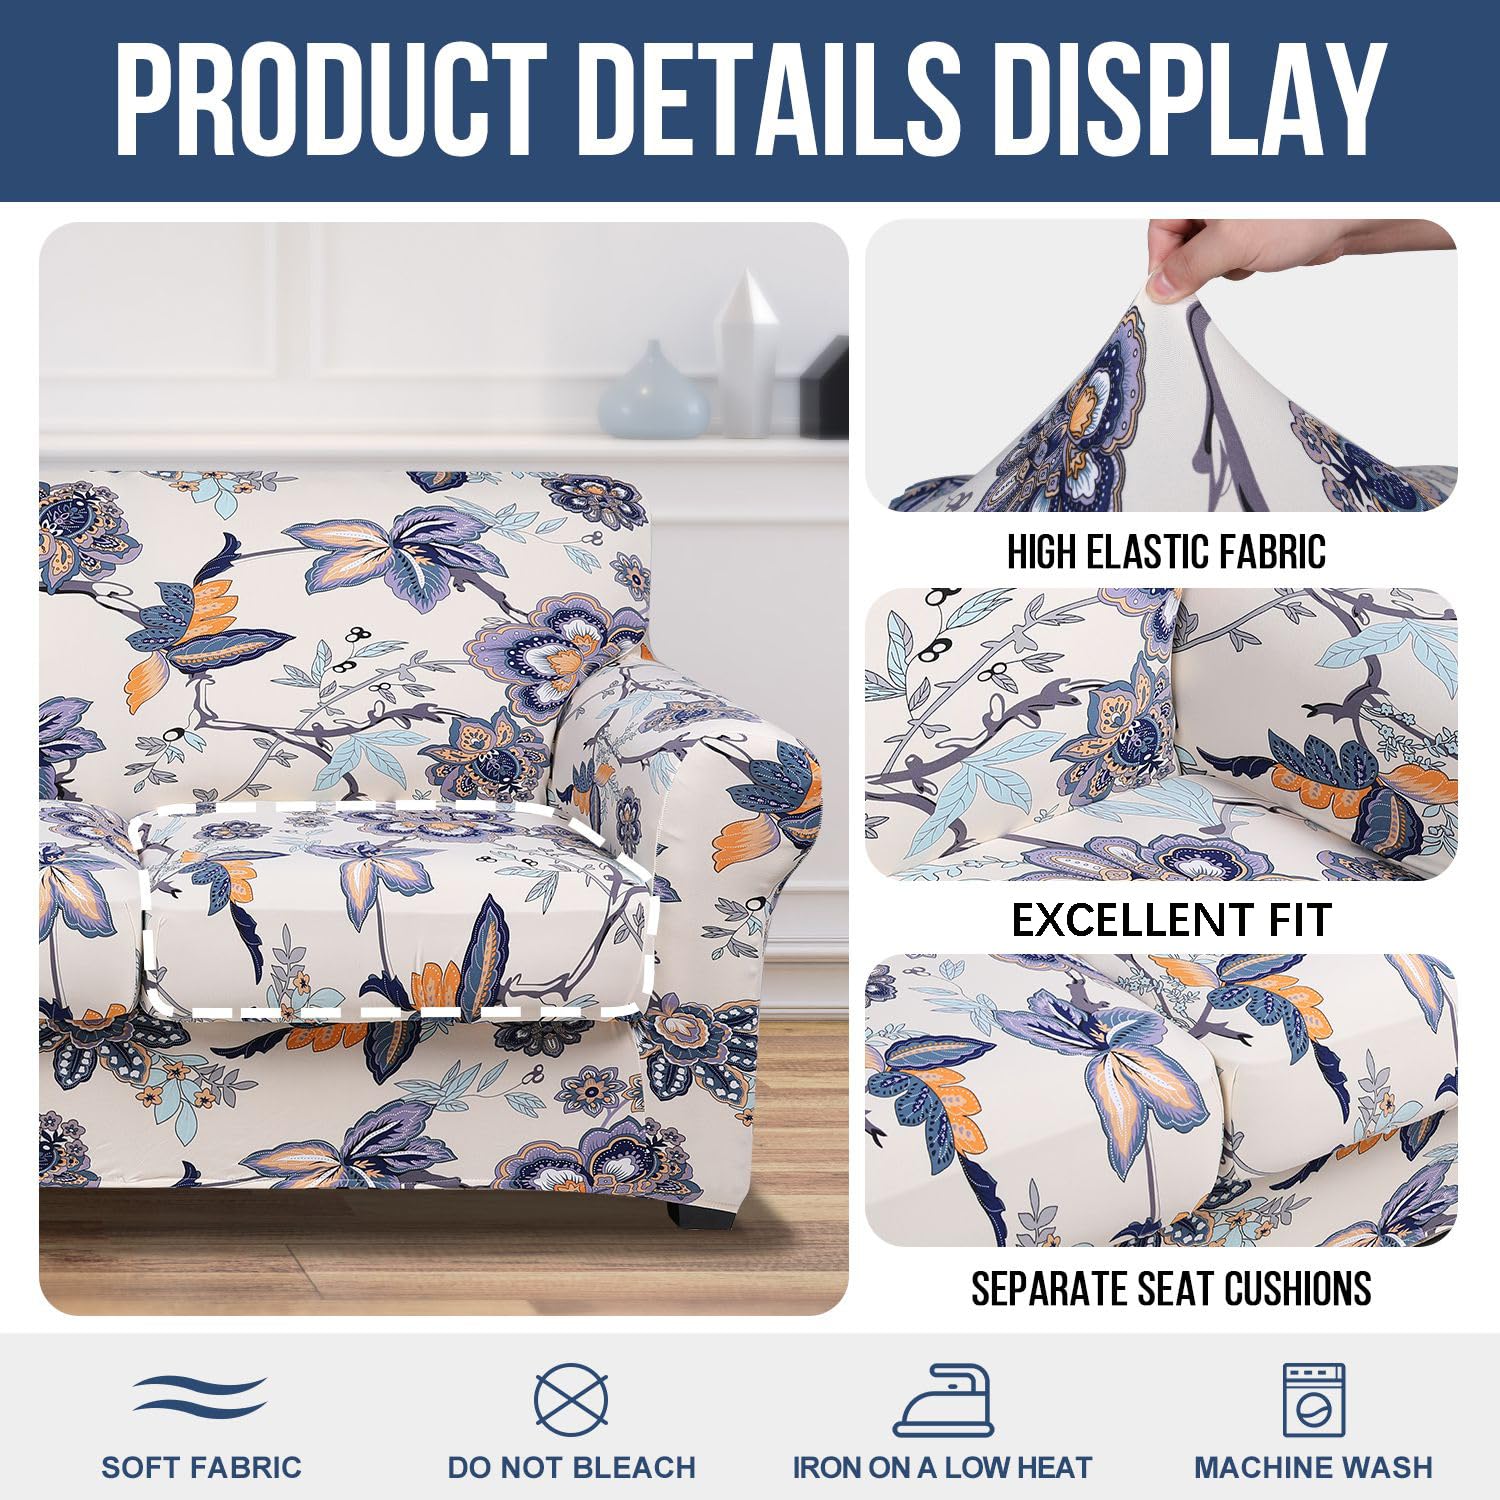 PRODUCT DETAILS DISPLAY
HIGH ELASTIC FABRIC
EXCELLENT FIT
SEPARATE SEAT CUSHIONS
SOFT FABRIC
DO NOT BLEACH
IRON ON A LOW HEAT
MACHINE WASH